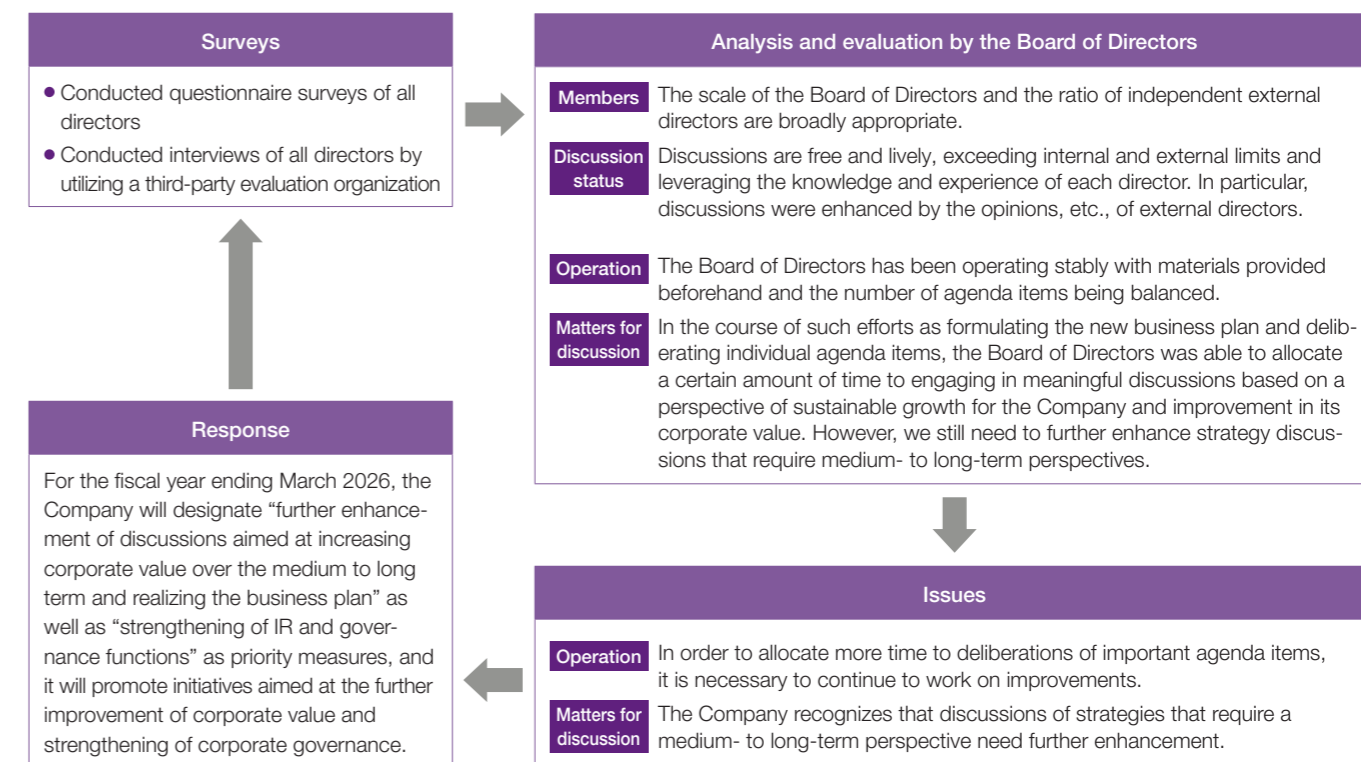 Surveys
● Conducted questionnaire surveys of all
directors
● Conducted interviews of all directors by
utilizing a third-party evaluation organization
Analysis and evaluation by the Board of Directors
Members
The scale of the Board of Directors and the ratio of independent external
directors are broadly appropriate.
Discussion
status
Discussions are free and lively, exceeding internal and external limits and
leveraging the knowledge and experience of each director. In particular,
discussions were enhanced by the opinions, etc., of external directors.
Operation
The Board of Directors has been operating stably with materials provided
beforehand and the number of agenda items being balanced.
Matters for
discussion
In the course of such efforts as formulating the new business plan and delib-
erating individual agenda items, the Board of Directors was able to allocate
a certain amount of time to engaging in meaningful discussions based on a
perspective of sustainable growth for the Company and improvement in its
corporate value. However, we still need to further enhance strategy discus-
sions that require medium- to long-term perspectives.
Issues
Operation
In order to allocate more time to deliberations of important agenda items,
it is necessary to continue to work on improvements.
Matters for
discussion
The Company recognizes that discussions of strategies that require a
medium- to long-term perspective need further enhancement.
Response
For the fiscal year ending March 2026, the
Company will designate “further enhance-
ment of discussions aimed at increasing
corporate value over the medium to long
term and realizing the business plan” as
well as “strengthening of IR and gover-
nance functions” as priority measures, and
it will promote initiatives aimed at the further
improvement of corporate value and
strengthening of corporate governance.